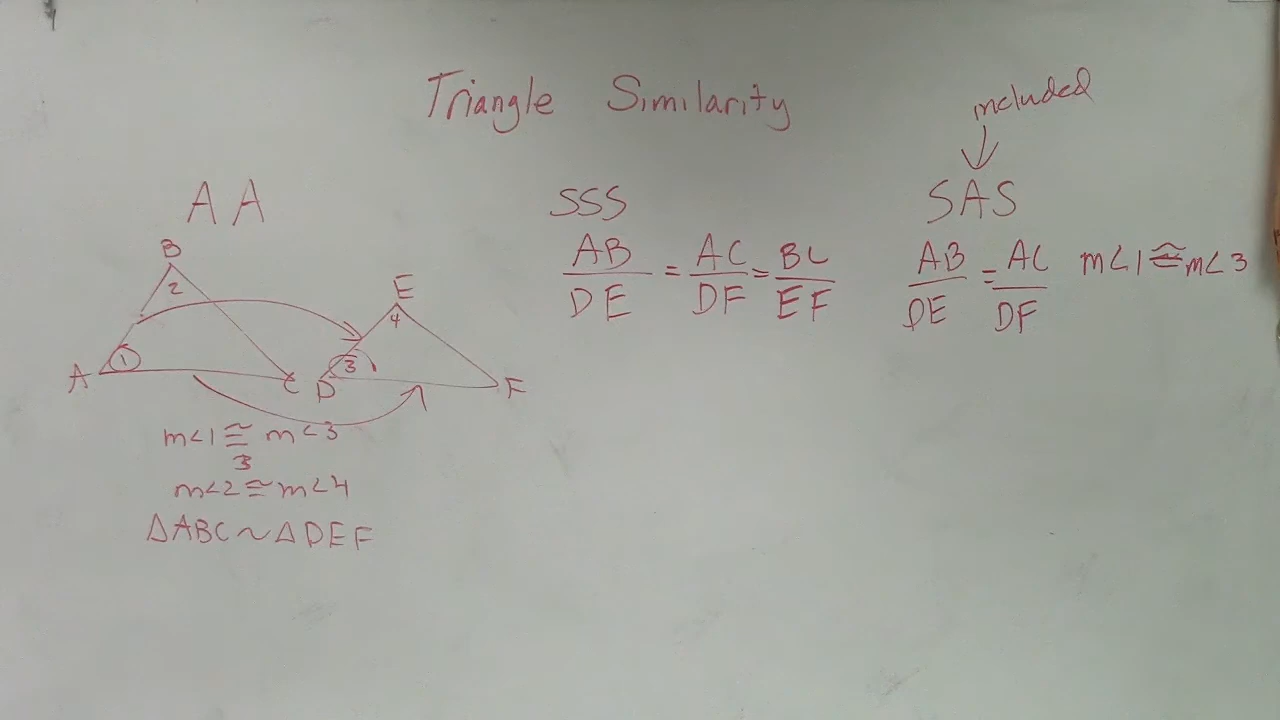 Triangle Similarity
included
AA
SSS
SAS
B
2
E
4
A
1
C
D
3
F
AB/DE = AC/DF = BC/EF
AB/DE = AC/DF m<1 ≅ m<3
m<1 ≅ m<3
3
m<2 ≅ m<4
△ABC ~ △DEF